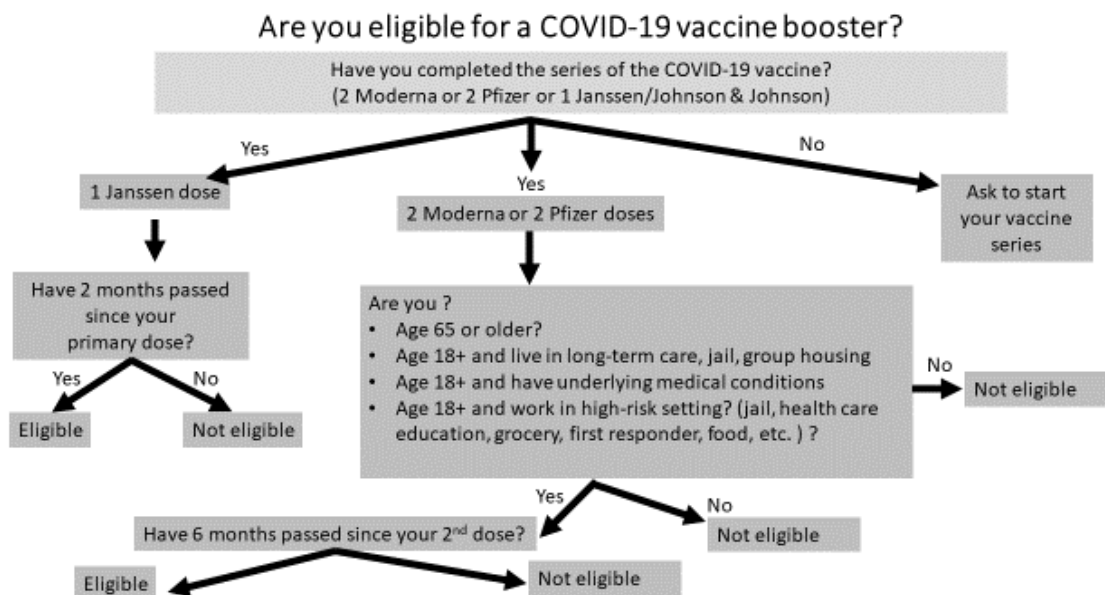 Are you eligible for a COVID-19 vaccine booster?
Have you completed the series of the COVID-19 vaccine?
(2 Moderna or 2 Pfizer or 1 Janssen/Johnson & Johnson)
Yes
Yes
No
1 Janssen dose
2 Moderna or 2 Pfizer doses
Ask to start
your vaccine
series
Have 2 months passed
since your
primary dose?
Yes
No
Eligible
Not eligible
Are you ?
• Age 65 or older?
• Age 18+ and live in long-term care, jail, group housing
• Age 18+ and have underlying medical conditions
• Age 18+ and work in high-risk setting? (jail, health care
education, grocery, first responder, food, etc. ) ?
No
Not eligible
Yes
No
Have 6 months passed since your 2nd dose?
Not eligible
Eligible
Not eligible